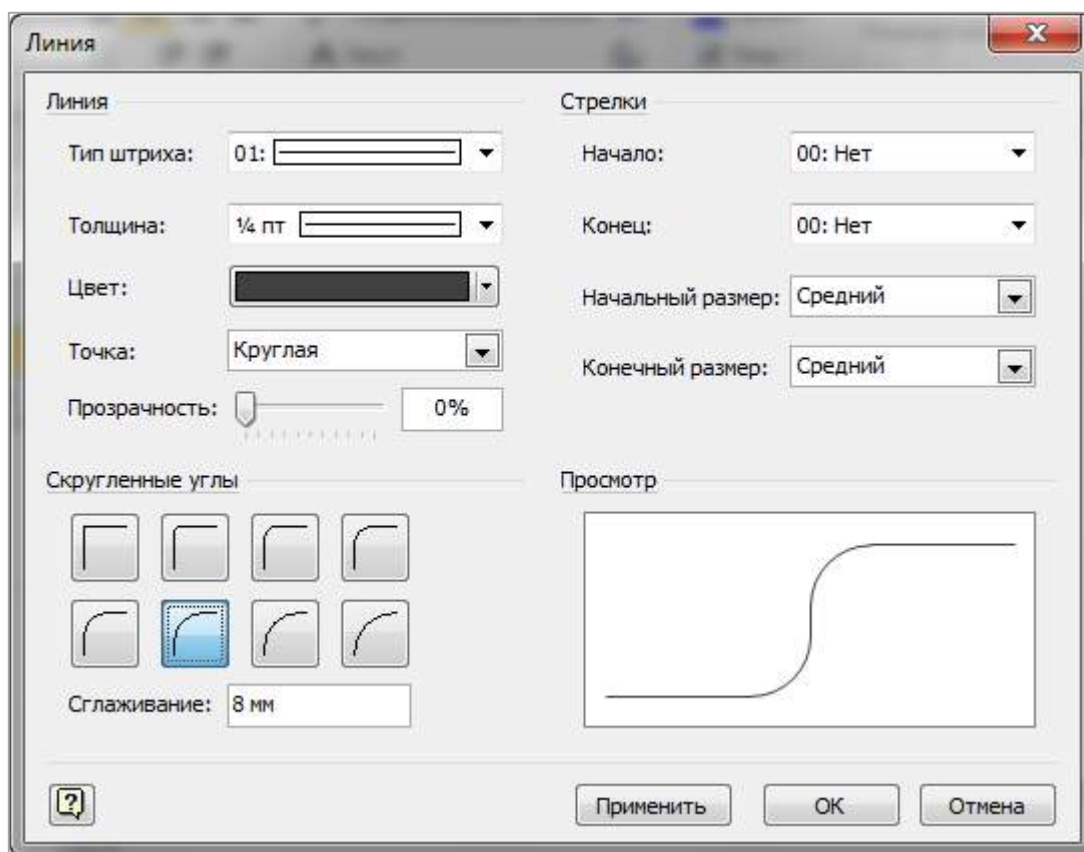 Линия
Линия
Тип штриха: 01:
Толщина: ¼ пт
Цвет:
Точка: Круглая
Прозрачность: 0%
Стрелки
Начало: 00: Нет
Конец: 00: Нет
Начальный размер: Средний
Конечный размер: Средний
Скругленные углы
Сглаживание: 8 мм
Просмотр
Применить
ОК
Отмена